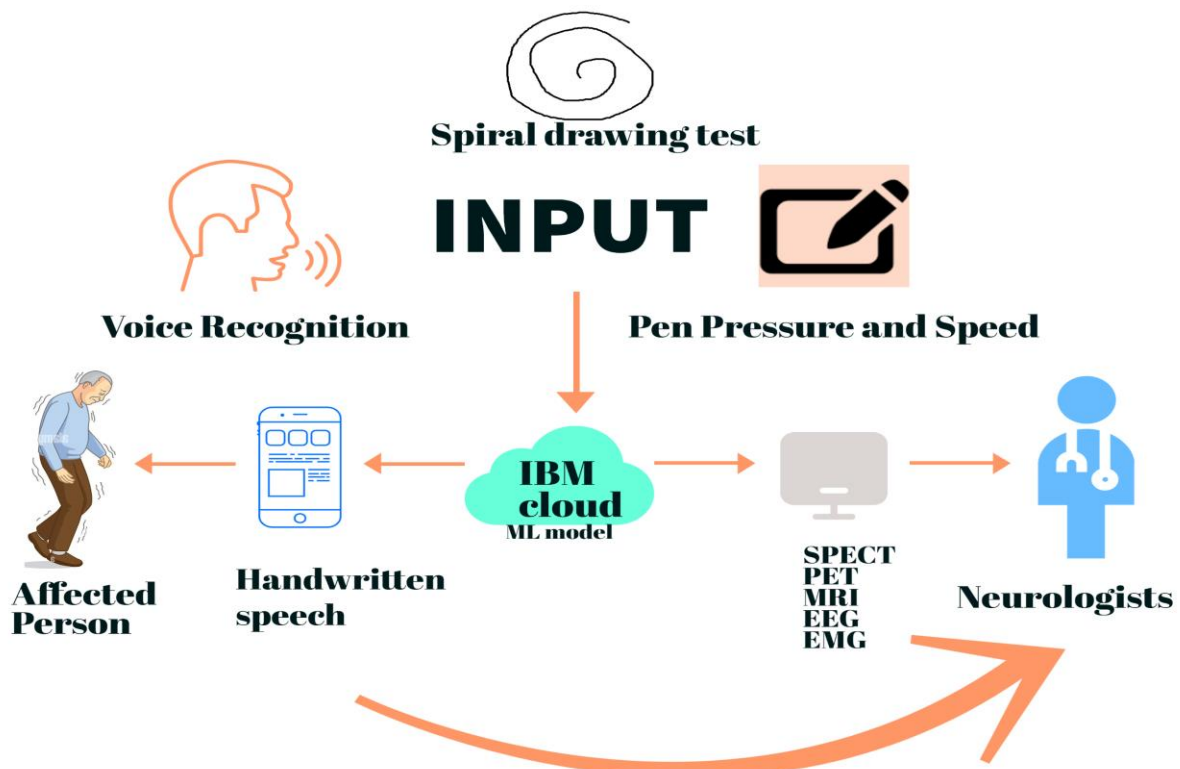 Spiral drawing test
INPUT
Voice Recognition
Pen Pressure and Speed
IBM
cloud
ML model
Affected
Person
Handwritten
speech
SPECT
PET
MRI
EEG
EMG
Neurologists